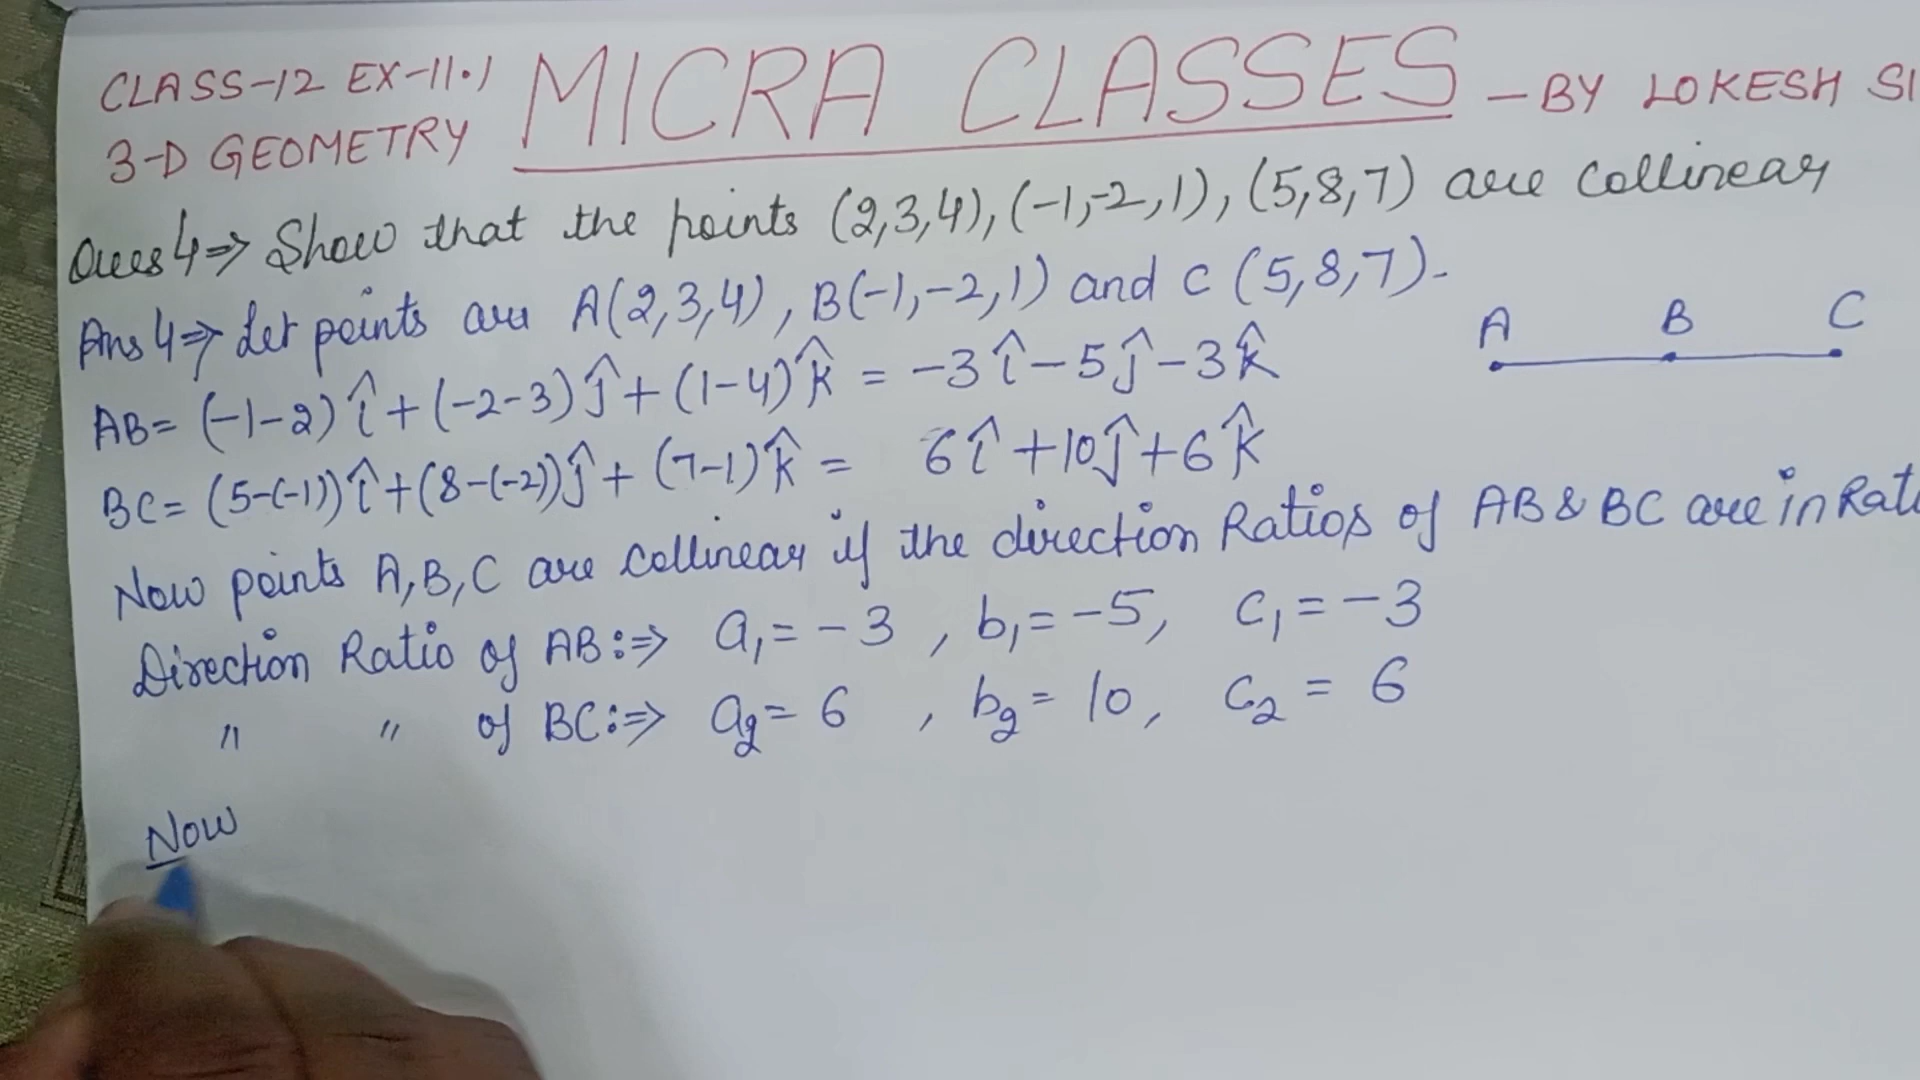 CLASS-12 EX-11.1 MICRA CLASSES - BY LOKESH
3-D GEOMETRY
Ques 4⇒ Show that the points (2,3,4), (-1,-2,1), (5,8,7) are collinear
Ans 4⇒ Let points are A(2,3,4), B(-1,-2,1) and C (5,8,7).
A B C
AB= (-1-2)î+(-2-3)ĵ+(1-4)k̂ = -3î-5ĵ-3k̂
BC= (5-(-1))î+(8-(-2))ĵ+ (7-1)k̂ = 6î+10ĵ+6k̂
Now points A,B,C are collinear if the direction Ratios of AB & BC are in
Direction Ratio of AB:⇒ a₁= -3 , b₁= -5, c₁= -3
" " of BC:⇒ a₂= 6 , b₂= 10, c₂ = 6
Now